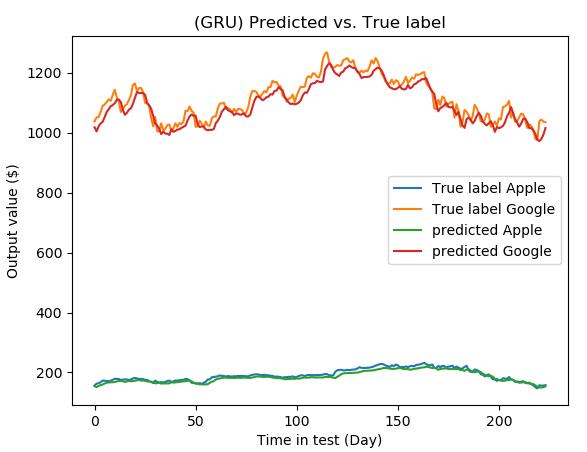 (GRU) Predicted vs. True label
Output value ($)
1200
1000
800
600
400
200
True label Apple
True label Google
predicted Apple
predicted Google
0 50 100 150 200
Time in test (Day)